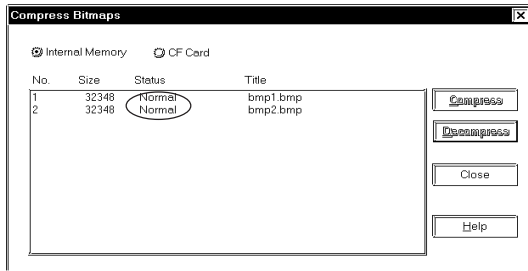 Compress Bitmaps
Internal Memory CF Card
No. Size Status Title
1 32348 Normal bmp1.bmp
2 32348 Normal bmp2.bmp
Compress
Decompress
Close
Help